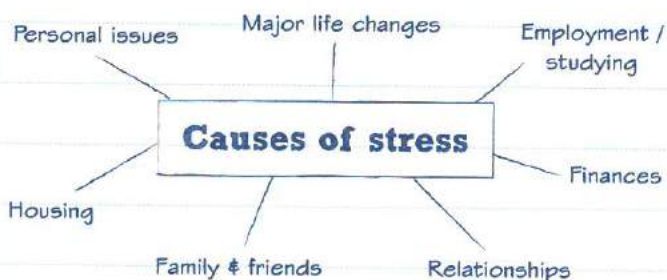 Personal issues
Major life changes
Employment /
studying
Causes of stress
Housing
Finances
Family & friends
Relationships